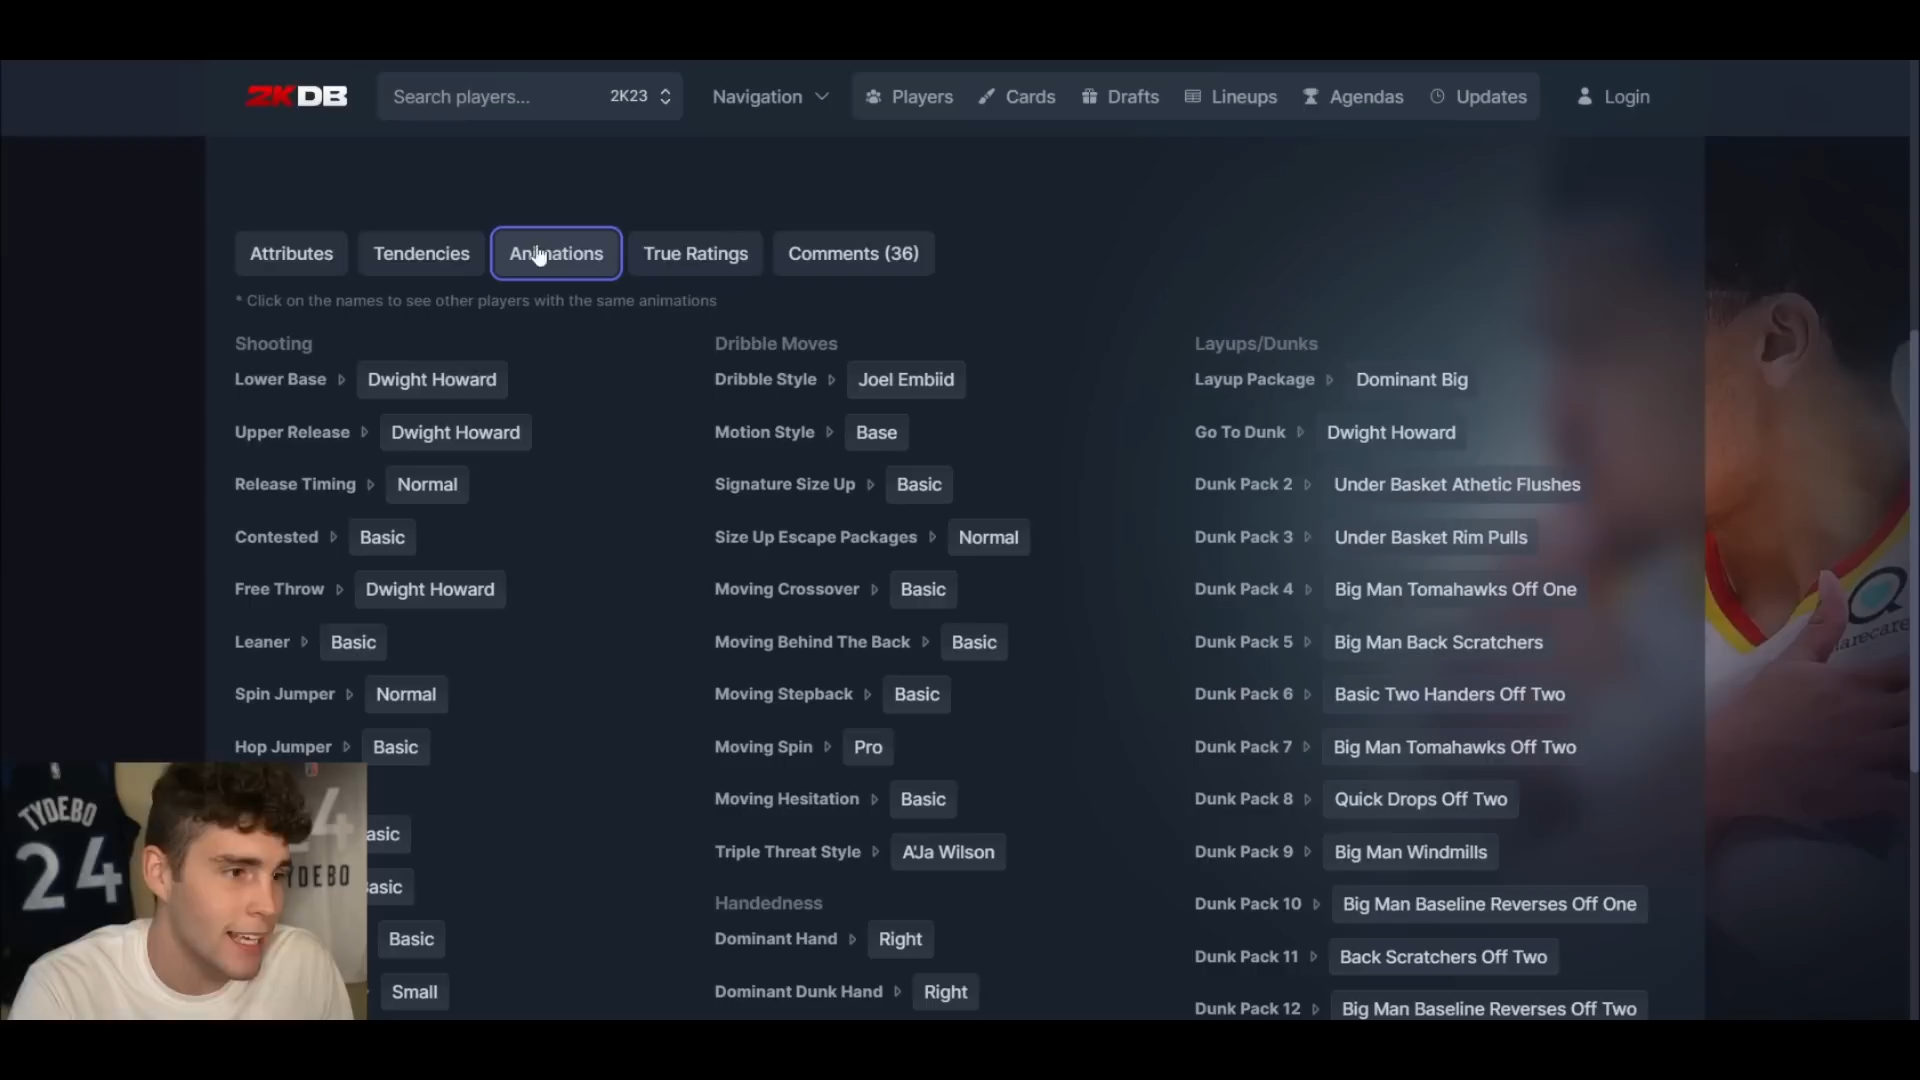 2KDB
Search players...
2K23
Navigation
Players
Cards
Drafts
Lineups
Agendas
Updates
Login
Attributes
Tendencies
Animations
True Ratings
Comments (36)
* Click on the names to see other players with the same animations
Shooting
Lower Base Dwight Howard
Upper Release Dwight Howard
Release Timing Normal
Contested Basic
Free Throw Dwight Howard
Leaner Basic
Spin Jumper Normal
Hop Jumper Basic
asic
asic
Basic
Small
Dribble Moves
Dribble Style Joel Embiid
Motion Style Base
Signature Size Up Basic
Size Up Escape Packages Normal
Moving Crossover Basic
Moving Behind The Back Basic
Moving Stepback Basic
Moving Spin Pro
Moving Hesitation Basic
Triple Threat Style A'Ja Wilson
Handedness
Dominant Hand Right
Dominant Dunk Hand Right
Layups/Dunks
Layup Package Dominant Big
Go To Dunk Dwight Howard
Dunk Pack 2 Under Basket Athetic Flushes
Dunk Pack 3 Under Basket Rim Pulls
Dunk Pack 4 Big Man Tomahawks Off One
Dunk Pack 5 Big Man Back Scratchers
Dunk Pack 6 Basic Two Handers Off Two
Dunk Pack 7 Big Man Tomahawks Off Two
Dunk Pack 8 Quick Drops Off Two
Dunk Pack 9 Big Man Windmills
Dunk Pack 10 Big Man Baseline Reverses Off One
Dunk Pack 11 Back Scratchers Off Two
Dunk Pack 12 Big Man Baseline Reverses Off Two
arecare
TYDEBO
24
4
YDEBO